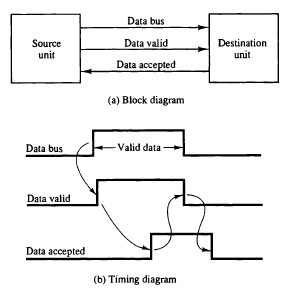 Data bus
Source
unit
Data valid
Destination
unit
Data accepted
(a) Block diagram
Data bus
Valid data
Data valid
Data accepted
(b) Timing diagram